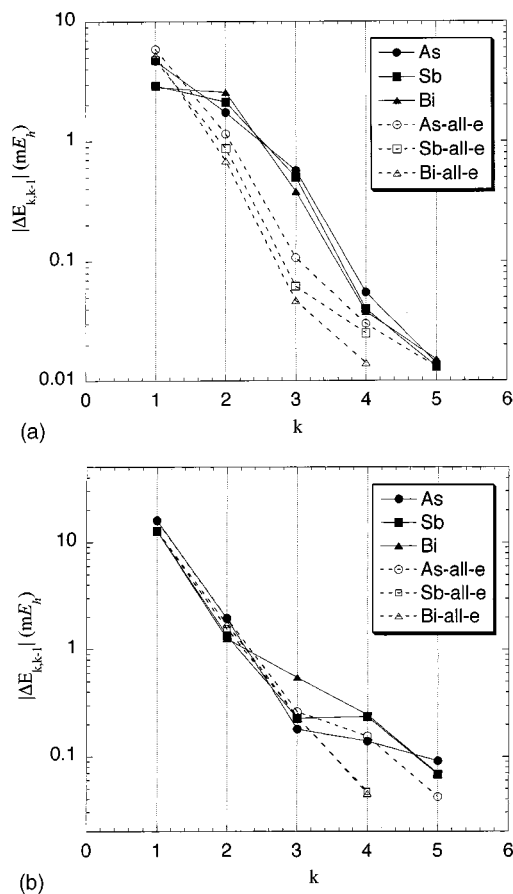 10
1
0.1
0.01
|ΔE_{k,k-1}| (mE_h)
As
Sb
Bi
As-all-e
Sb-all-e
Bi-all-e
0 1 2 3 4 5 6
k
(a)
10
1
0.1
|ΔE_{k,k-1}| (mE_h)
As
Sb
Bi
As-all-e
Sb-all-e
Bi-all-e
0 1 2 3 4 5 6
k
(b)